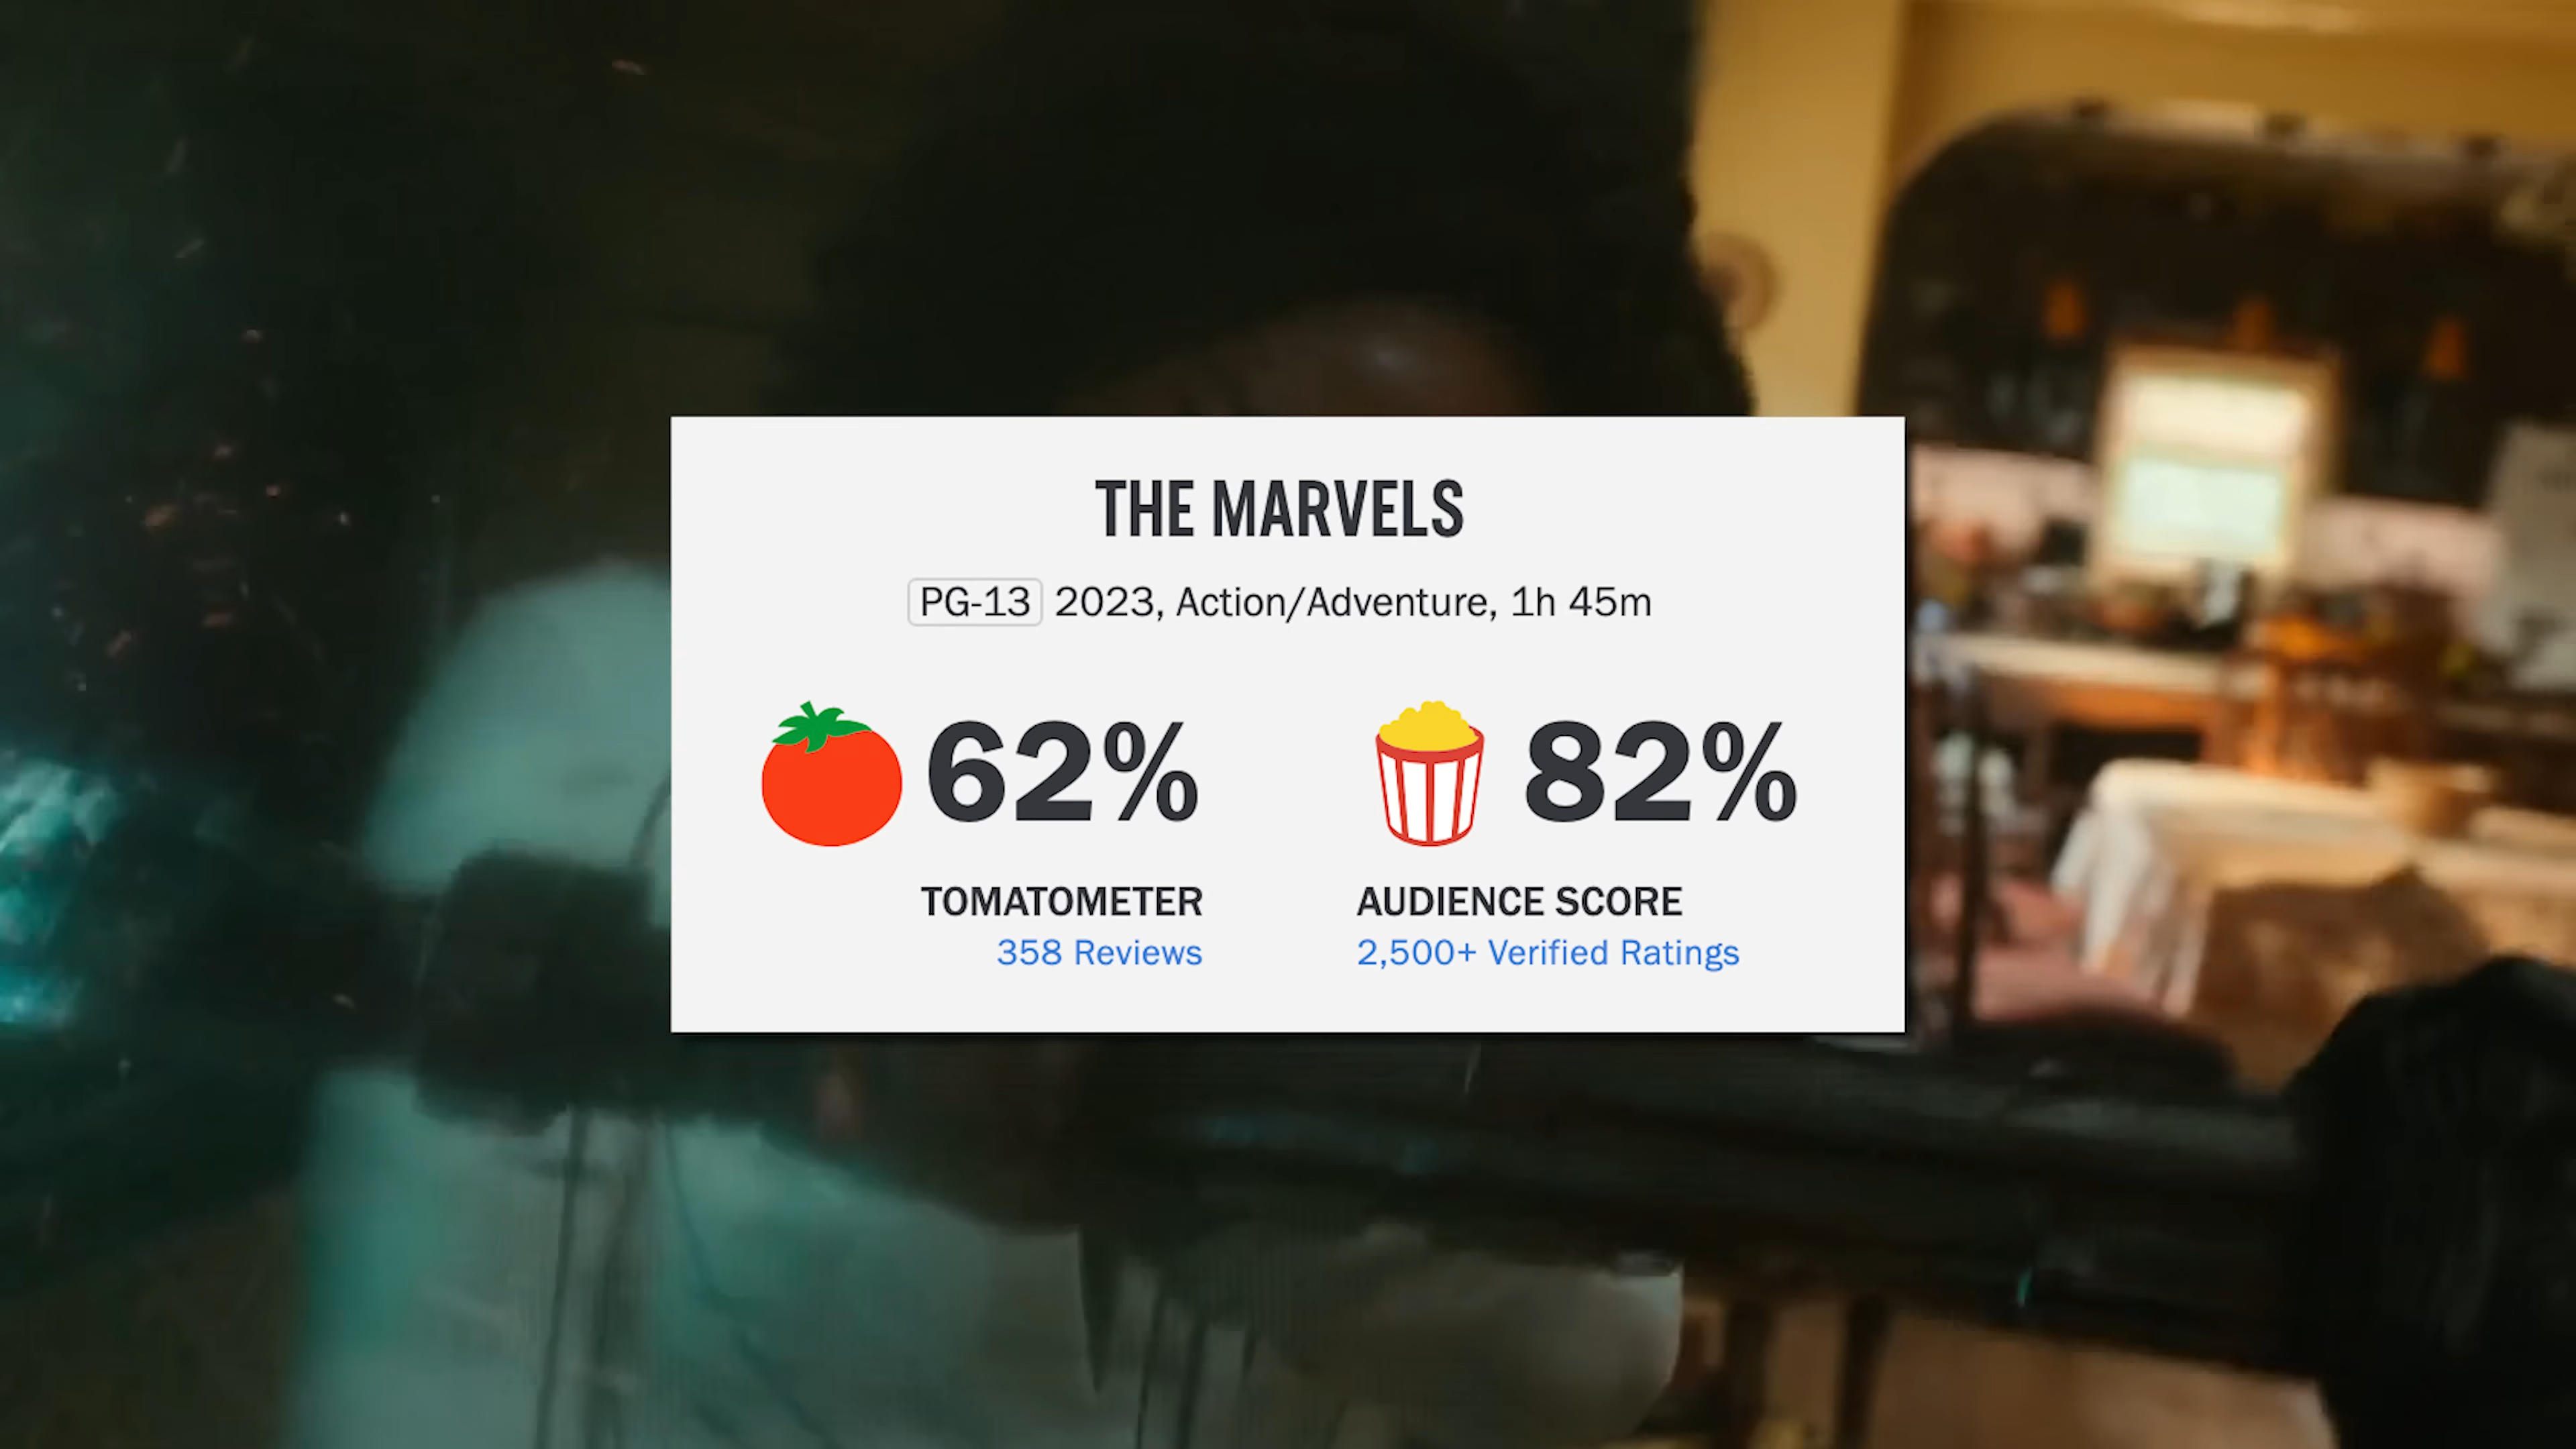 THE MARVELS
PG-13 2023, Action/Adventure, 1h 45m
62% 82%
TOMATOMETER AUDIENCE SCORE
358 Reviews 2,500+ Verified Ratings